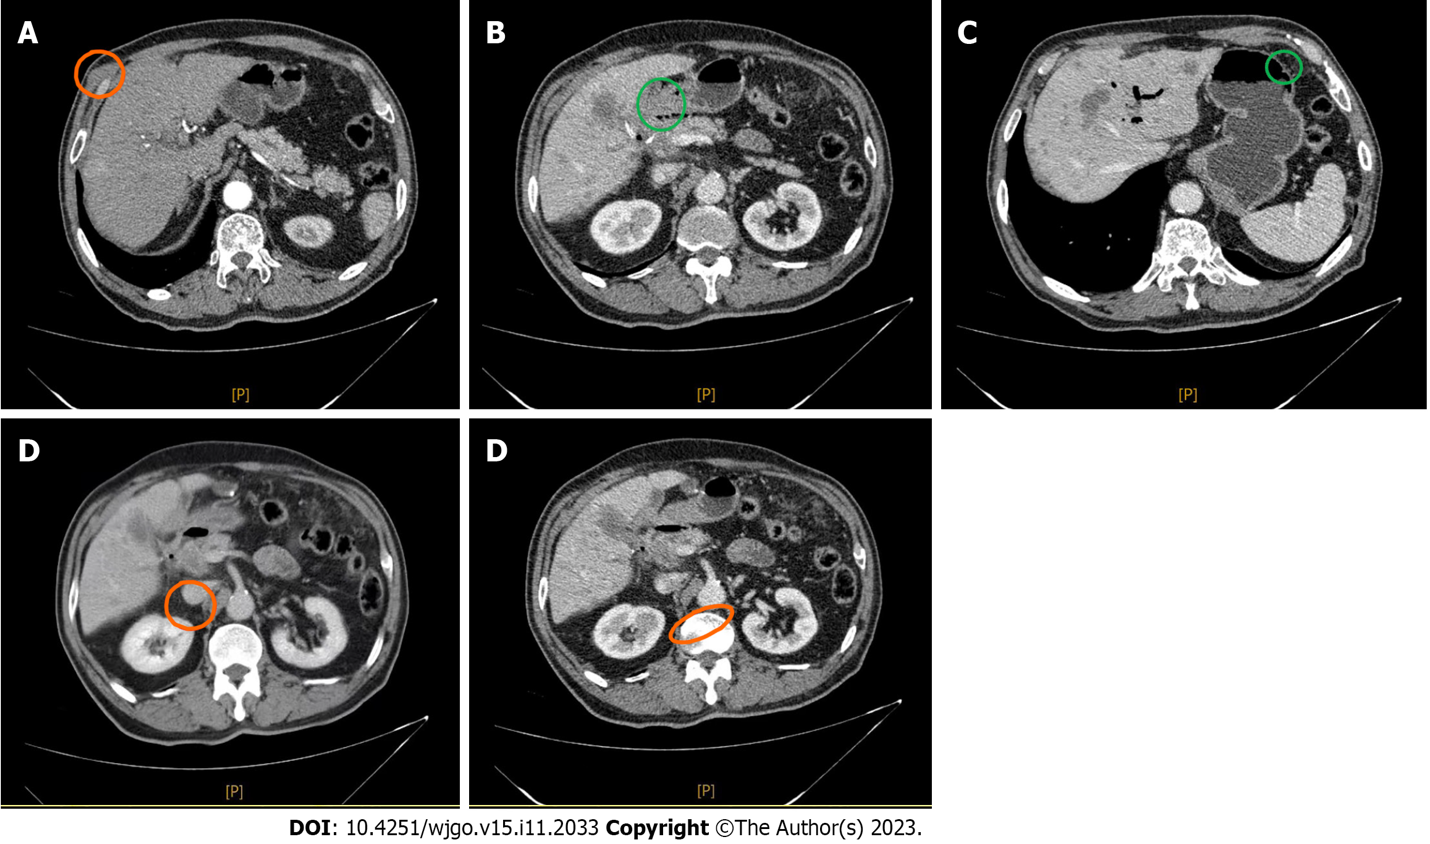 A
B
C
[P]
[P]
[P]
D
D
[P]
[P]
DOI: 10.4251/wjgo.v15.i11.2033 Copyright ©The Author(s) 2023.